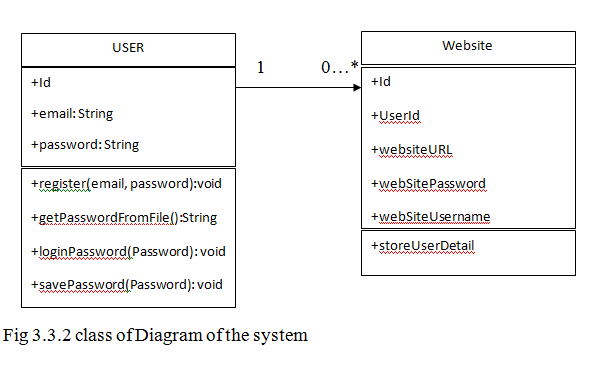 USER
+Id
+email: String
+password: String
+register(email, password):void
+getPasswordFromFile():String
+loginPassword(Password): void
+savePassword(Password): void
1
0...*
Website
+Id
+UserId
+websiteURL
+webSitePassword
+webSiteUsername
+storeUserDetail
Fig 3.3.2 class of Diagram of the system